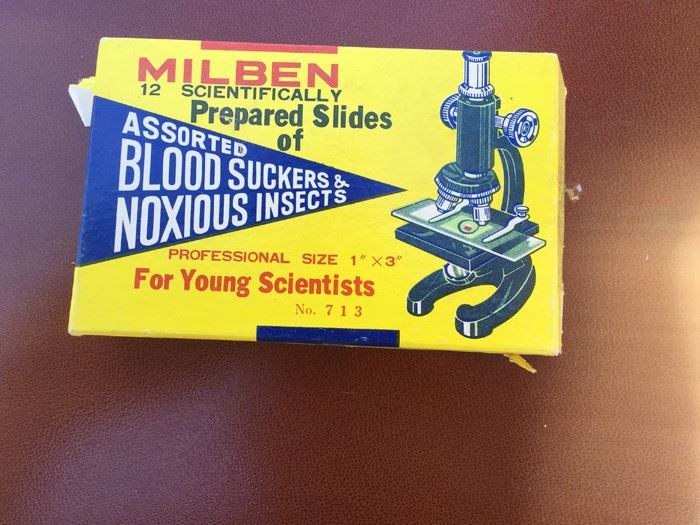 MILBEN
12 SCIENTIFICALLY
Prepared Slides
of
ASSORTED
BLOOD SUCKERS &
NOXIOUS INSECTS
PROFESSIONAL SIZE 1" × 3"
For Young Scientists
No. 713